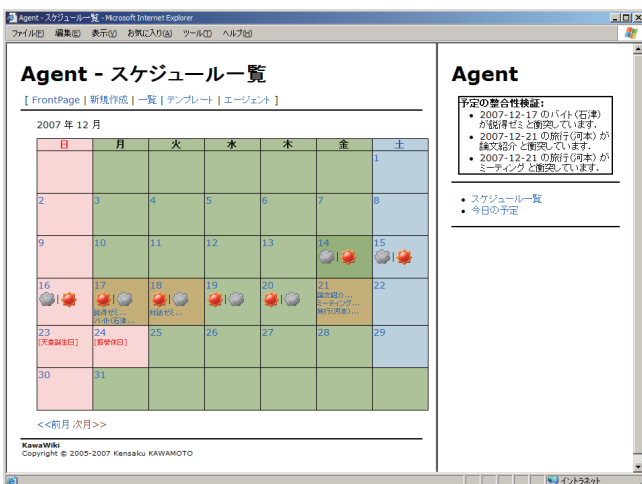 Agent - スケジュール一覧 - Microsoft Internet Explorer
ファイル(F) 編集(E) 表示(V) お気に入り(A) ツール(T) ヘルプ(H)
Agent - スケジュール一覧
[ FrontPage | 新規作成 | 一覧 | テンプレート | エージェント ]
2007 年 12 月
日 月 火 水 木 金 土
1
2 3 4 5 6 7 8
9 10 11 12 13 14 15
| |
16 17 18 19 20 21 22
| | | | |
論文紹介...
ミーティング...
旅行(河本)...
説得ゼミ... 対話ゼミ...
バイト(石津...
23 24 25 26 27 28 29
[天皇誕生日] [振替休日]
30 31
<<前月 次月>>
KawaWiki
Copyright © 2005-2007 Kensaku KAWAMOTO
Agent
予定の整合性検証:
• 2007-12-17 のバイト(石津)
が説得ゼミと衝突しています.
• 2007-12-21 の旅行(河本) が
論文紹介 と衝突しています.
• 2007-12-21 の旅行(河本) が
ミーティング と衝突しています.
• スケジュール一覧
• 今日の予定
イントラネット